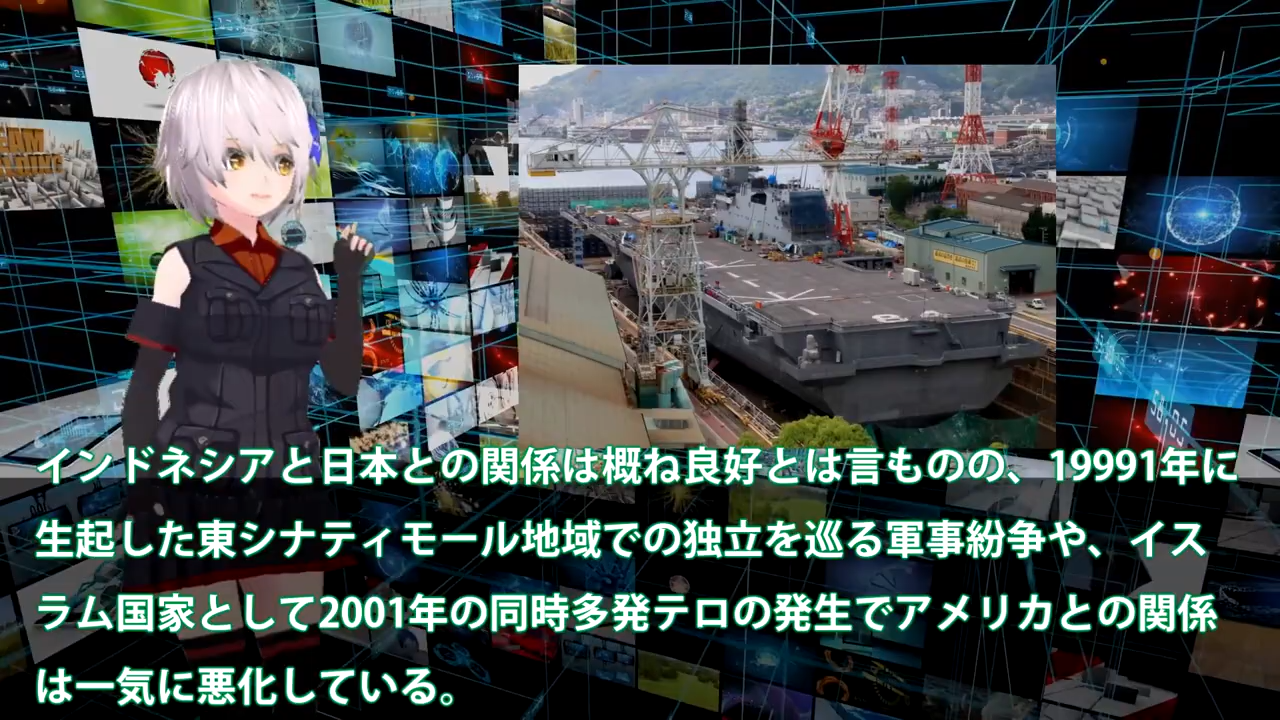 インドネシアと日本との関係は概ね良好とは言ものの、19991年に
生起した東シナティモール地域での独立を巡る軍事紛争や、イス
ラム国家として2001年の同時多発テロの発生でアメリカとの関係
は一気に悪化している。